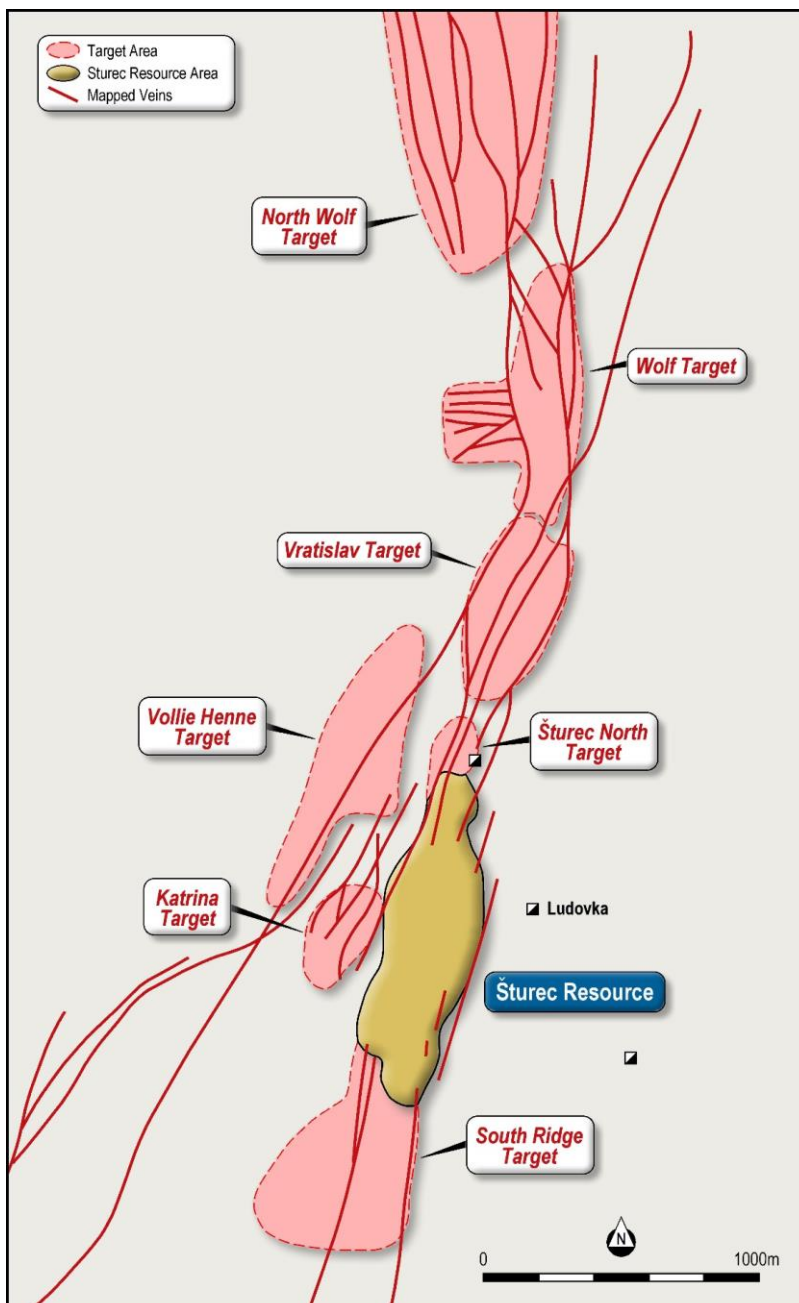 Target Area
Sturec Resource Area
Mapped Veins
North Wolf
Target
Wolf Target
Vratislav Target
Vollie Henne
Target
Šturec North
Target
Katrina
Target
Ludovka
Šturec Resource
South Ridge
Target
N
0
1000m